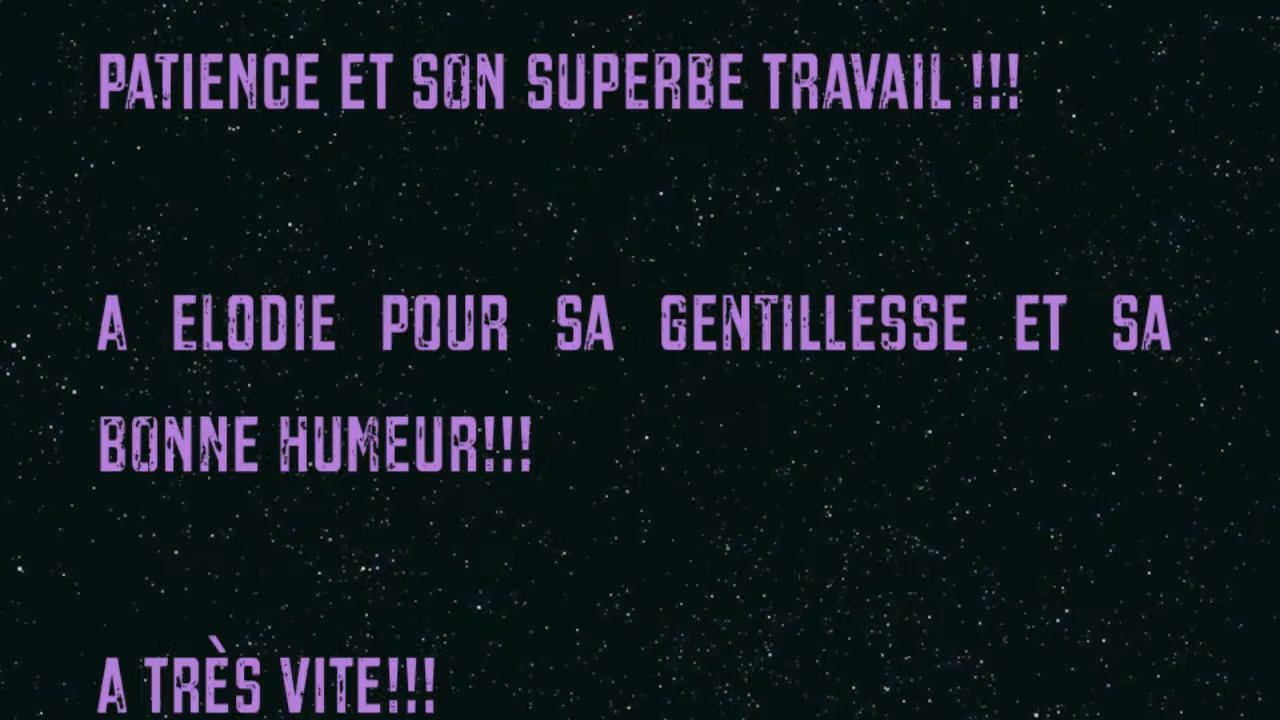 PATIENCE ET SON SUPERBE TRAVAIL !!!
A ELODIE POUR SA GENTILLESSE ET SA
BONNE HUMEUR!!!
A TRÈS VITE!!!